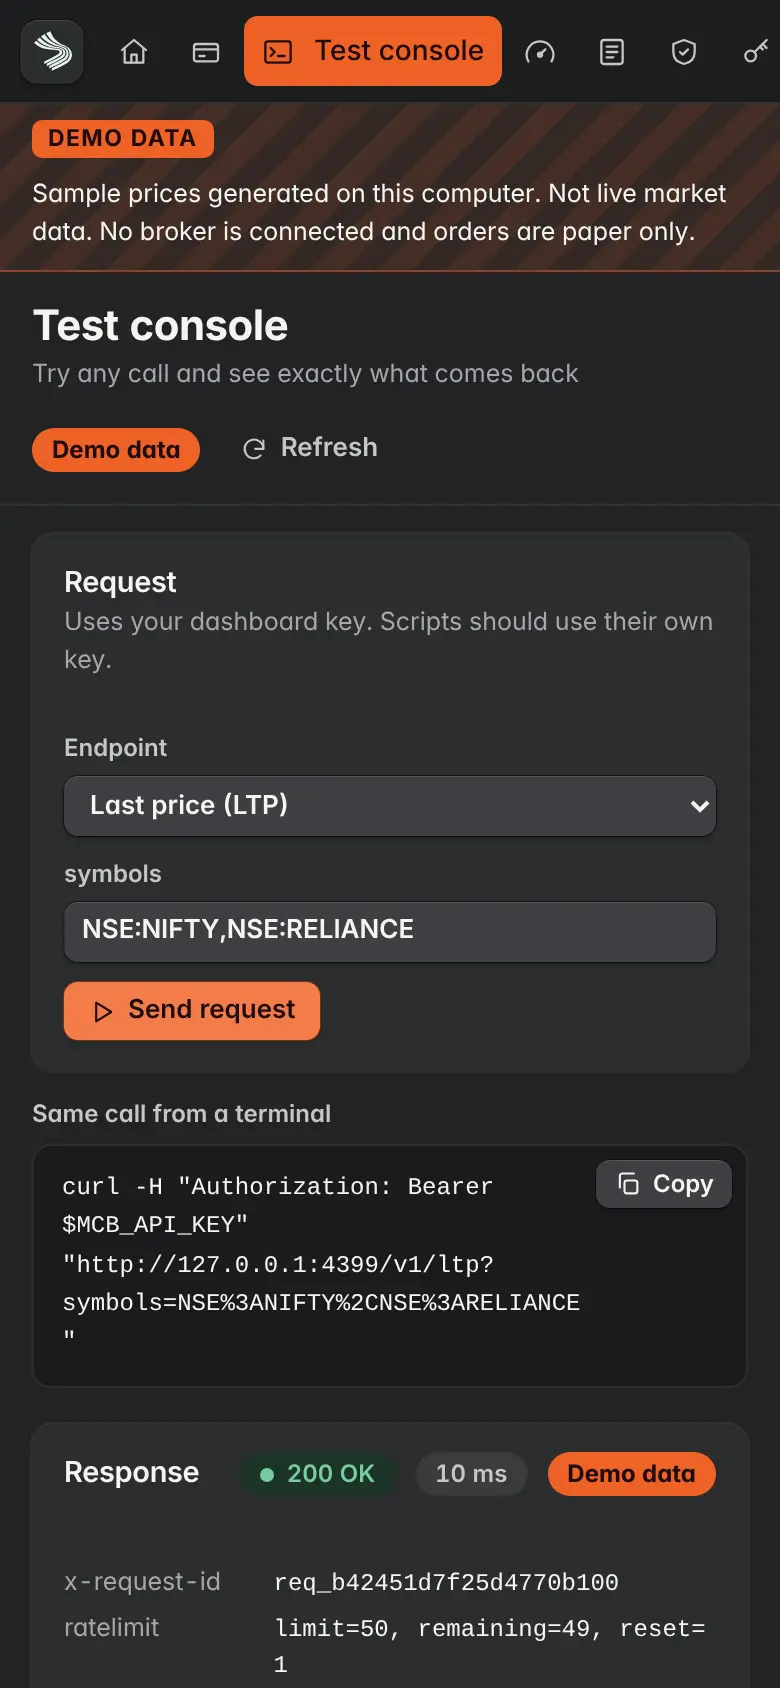 Test console
DEMO DATA
Sample prices generated on this computer. Not live market
data. No broker is connected and orders are paper only.
Test console
Try any call and see exactly what comes back
Demo data
Refresh
Request
Uses your dashboard key. Scripts should use their own
key.
Endpoint
Last price (LTP)
symbols
NSE:NIFTY,NSE:RELIANCE
Send request
Same call from a terminal
curl -H "Authorization: Bearer
Copy
$MCB_API_KEY"
"http://127.0.0.1:4399/v1/ltp?
symbols=NSE%3ANIFTY%2CNSE%3ARELIANCE
"
Response
200 OK
10 ms
Demo data
x-request-id req_b42451d7f25d4770b100
ratelimit limit=50, remaining=49, reset=
1